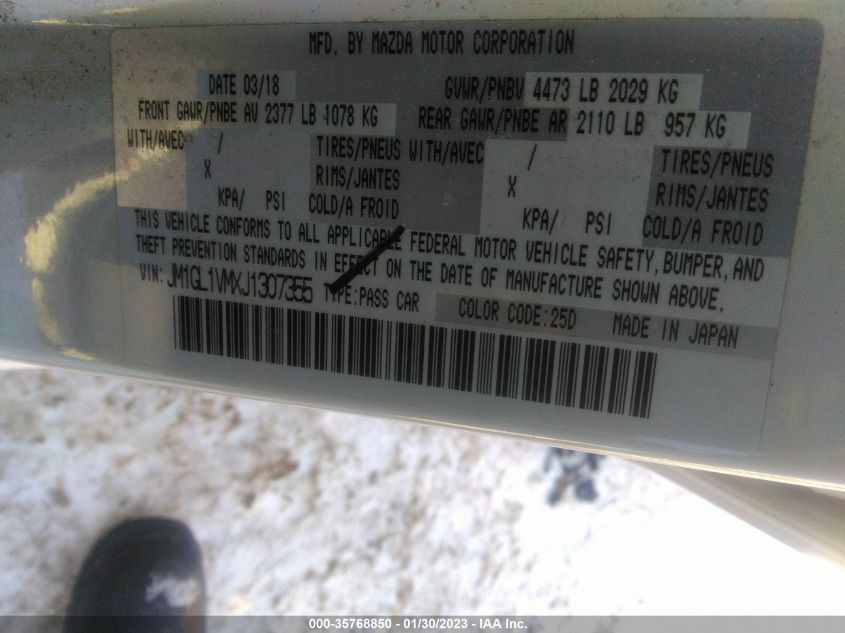 MFD. BY MAZDA MOTOR CORPORATION
DATE 03/18 GVWR/PNBV 4473 LB 2029 KG
FRONT GAWR/PNBE AV 2377 LB 1078 KG REAR GAWR/PNBE AR 2110 LB 957 KG
WITH/AVEC / TIRES/PNEUS WITH/AVEC / TIRES/PNEUS
X RIMS/JANTES X RIMS/JANTES
KPA/ PSI COLD/A FROID KPA/ PSI COLD/A FROID
THIS VEHICLE CONFORMS TO ALL APPLICABLE FEDERAL MOTOR VEHICLE SAFETY, BUMPER, AND
THEFT PREVENTION STANDARDS IN EFFECT ON THE DATE OF MANUFACTURE SHOWN ABOVE.
VIN: JM1GL1VMXJ1307355 TYPE:PASS CAR COLOR CODE:25D MADE IN JAPAN
000-35768850 / 01/30/2023 - IAA Inc.